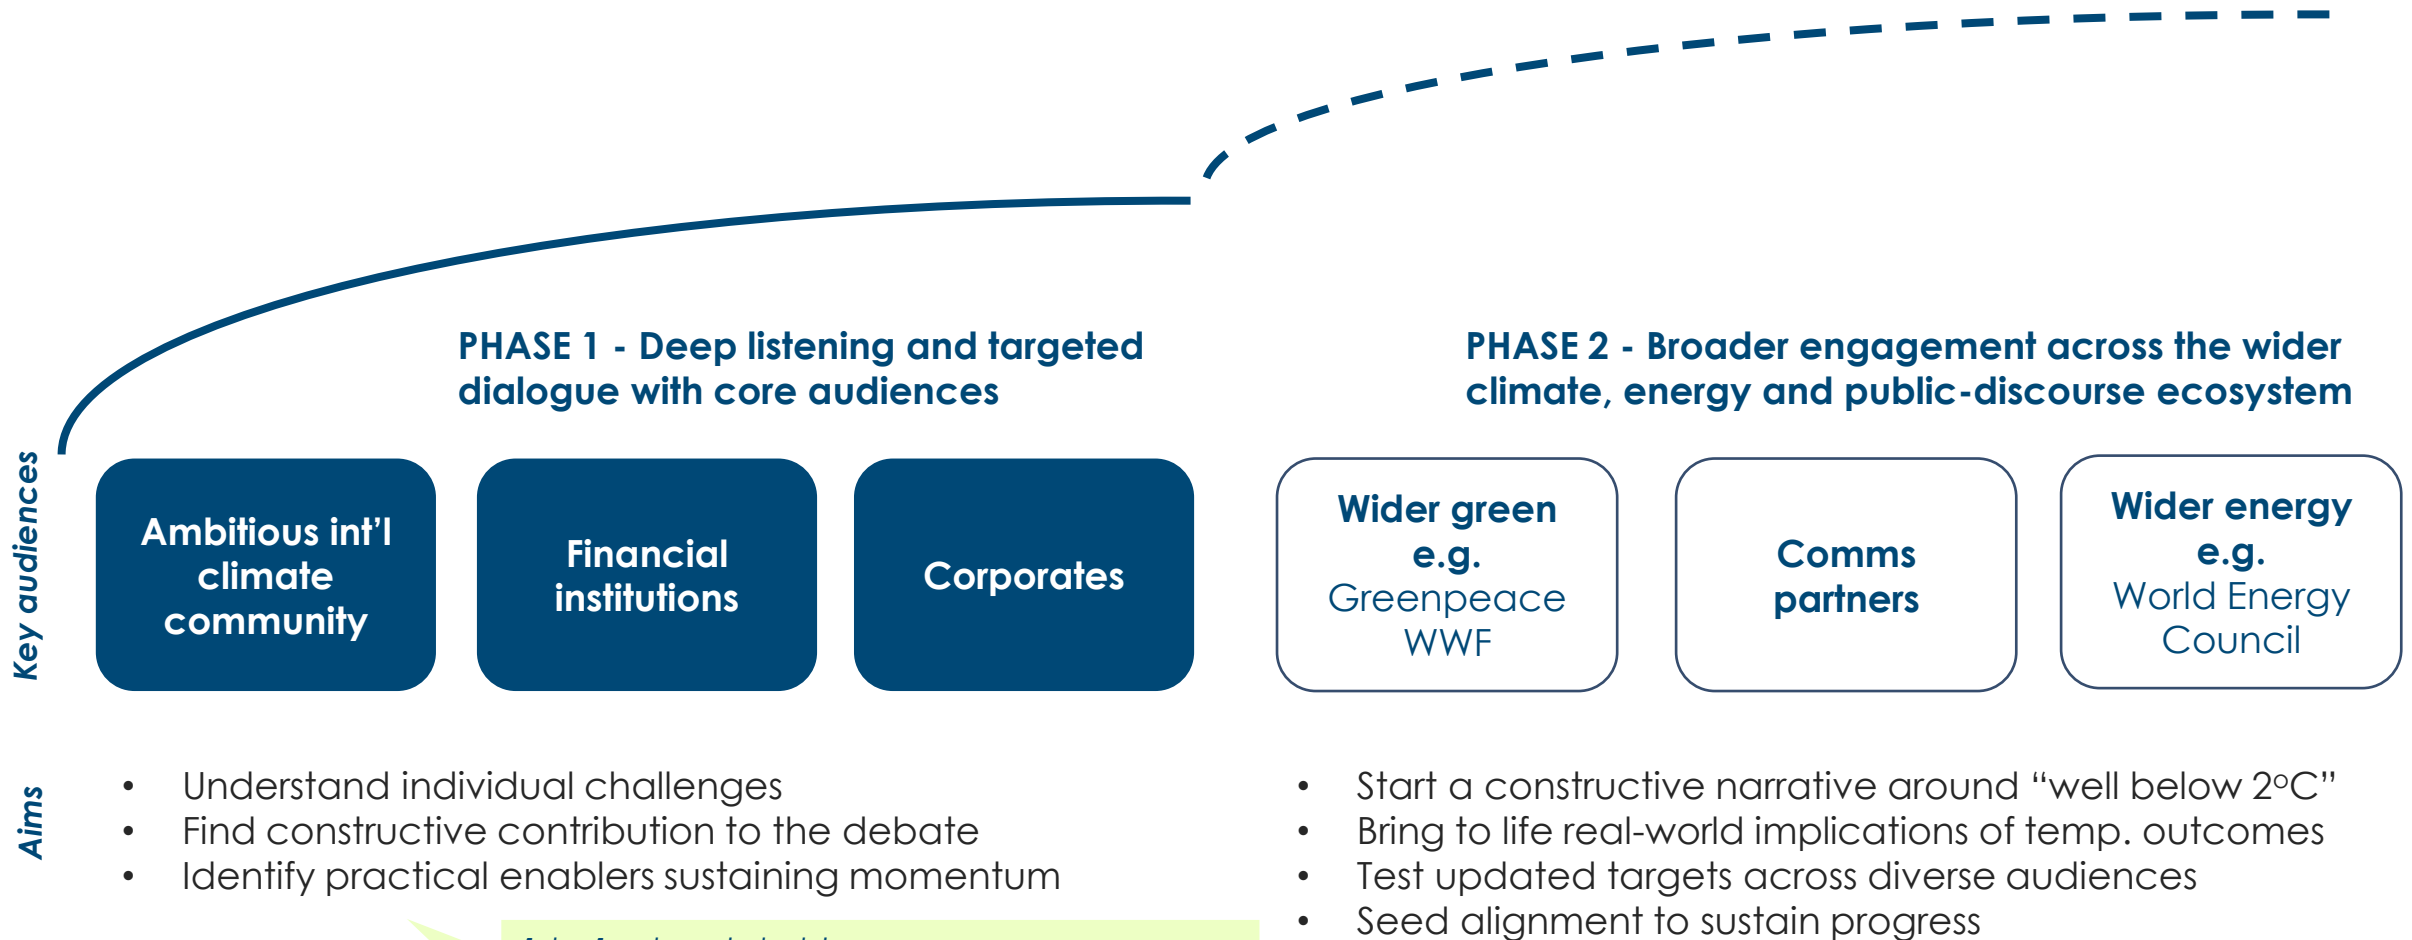 PHASE 1 - Deep listening and targeted
dialogue with core audiences
PHASE 2 - Broader engagement across the wider
climate, energy and public-discourse ecosystem
Key audiences
Ambitious int’l
climate
community
Financial
institutions
Corporates
Wider green
e.g.
Greenpeace
WWF
Comms
partners
Wider energy
e.g.
World Energy
Council
Aims
• Understand individual challenges
• Find constructive contribution to the debate
• Identify practical enablers sustaining momentum
• Start a constructive narrative around “well below 2°C”
• Bring to life real-world implications of temp. outcomes
• Test updated targets across diverse audiences
• Seed alignment to sustain progress